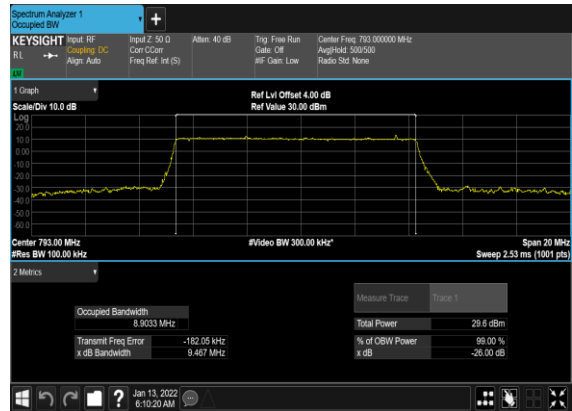 Spectrum Analyzer 1
Occupied BW
+
KEYSIGHT Input: RF Input Z: 50 Ω Atten: 40 dB Trig: Free Run Center Freq: 793.000000 MHz
R L Coupling: DC Corr CCorr Gate: Off Avg|Hold: 500/500
Align: Auto Freq Ref: Int (S) #IF Gain: Low Radio Std: None
1 Graph
Ref Lvl Offset 4.00 dB
Scale/Div 10.0 dB Ref Value 30.00 dBm
Log
20.0
10.0
0.00
-10.0
-20.0
-30.0
-40.0
-50.0
-60.0
Center 793.00 MHz #Video BW 300.00 kHz* Span 20 MHz
#Res BW 100.00 kHz Sweep 2.53 ms (1001 pts)
2 Metrics
Measure Trace Trace 1
Occupied Bandwidth
8.9033 MHz Total Power 29.6 dBm
Transmit Freq Error -182.05 kHz % of OBW Power 99.00 %
x dB Bandwidth 9.467 MHz x dB -26.00 dB
? Jan 13, 2022
6:10:20 AM